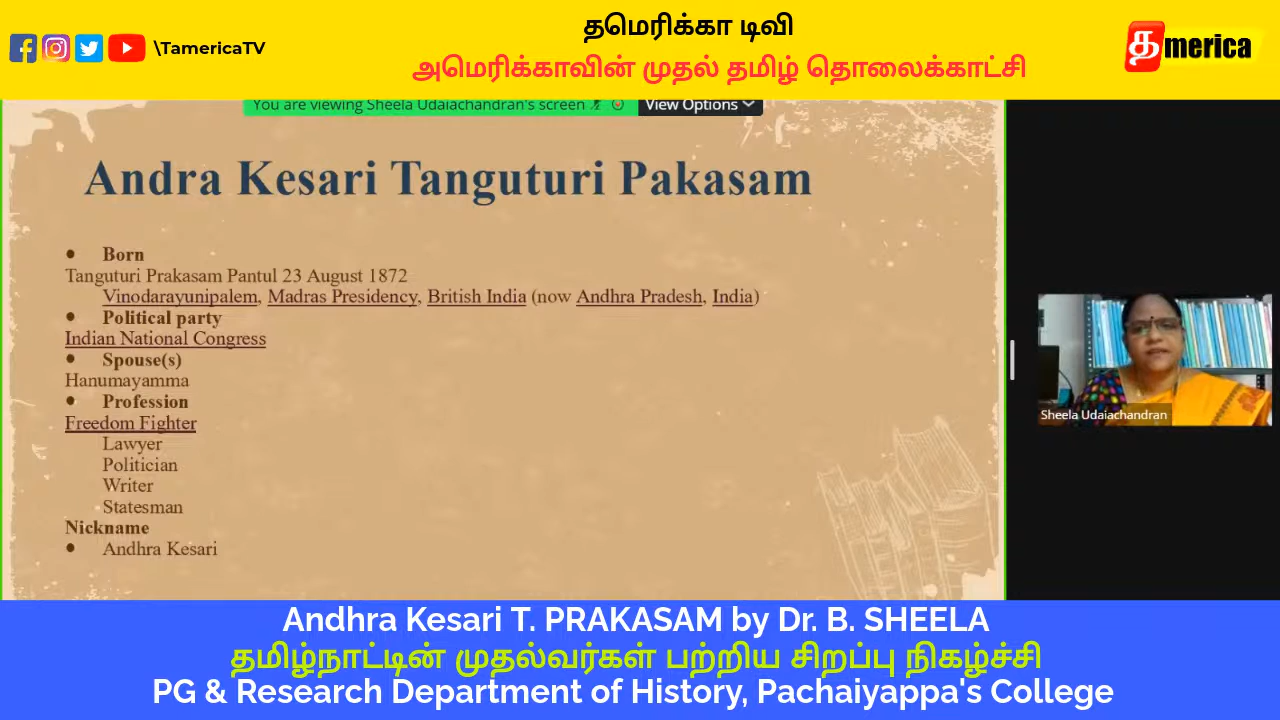 \TamericaTV
தமெரிக்கா டிவி
அமெரிக்காவின் முதல் தமிழ் தொலைக்காட்சி
தmerica
You are viewing Sheela Udaiachandran's screen
View Options
Andra Kesari Tanguturi Pakasam
● Born
Tanguturi Prakasam Pantul 23 August 1872
Vinodarayunipalem, Madras Presidency, British India (now Andhra Pradesh, India)
● Political party
Indian National Congress
● Spouse(s)
Hanumayamma
● Profession
Freedom Fighter
Lawyer
Politician
Writer
Statesman
Nickname
● Andhra Kesari
Sheela Udaiachandran
Andhra Kesari T. PRAKASAM by Dr. B. SHEELA
தமிழ்நாட்டின் முதல்வர்கள் பற்றிய சிறப்பு நிகழ்ச்சி
PG & Research Department of History, Pachaiyappa's College